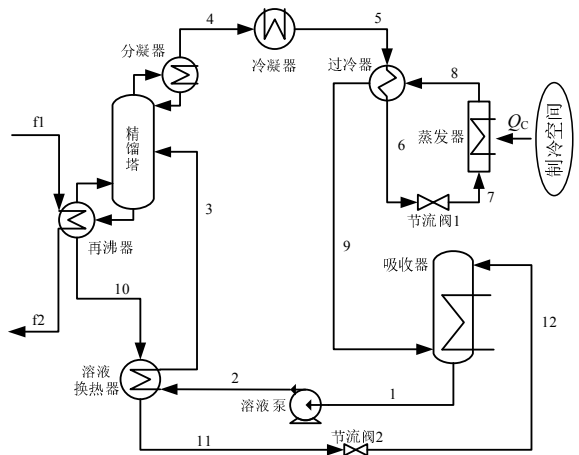 4
5
分凝器
冷凝器
过冷器
8
f1
精
馏
塔
蒸发器
Q_C
制冷空间
6
7
节流阀1
3
再沸器
9
吸收器
10
f2
12
溶液
换热器
2
1
溶液泵
节流阀2
11